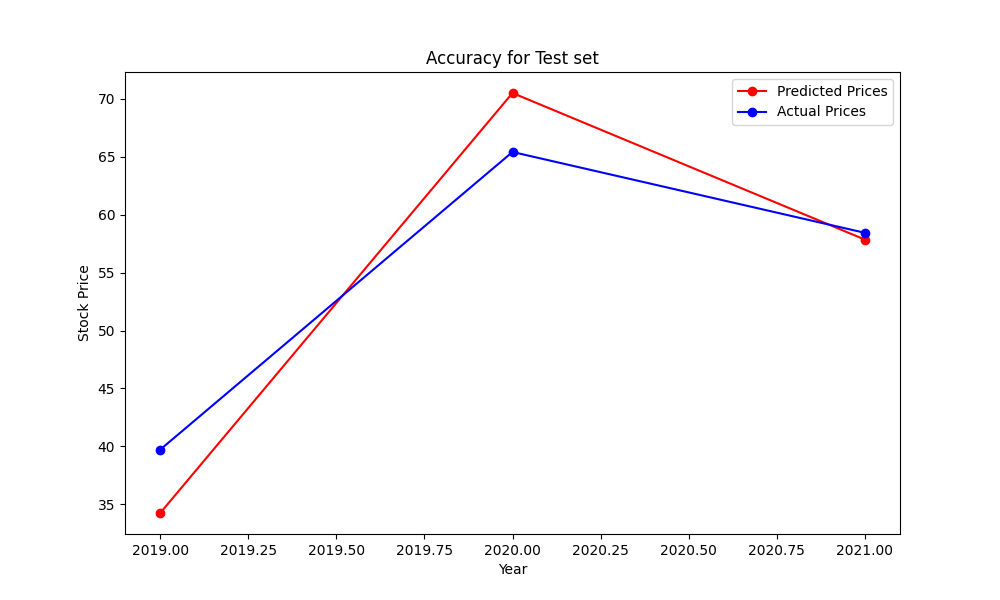 Accuracy for Test set
Predicted Prices
Actual Prices
Stock Price
70
65
60
55
50
45
40
35
2019.00 2019.25 2019.50 2019.75 2020.00 2020.25 2020.50 2020.75 2021.00
Year